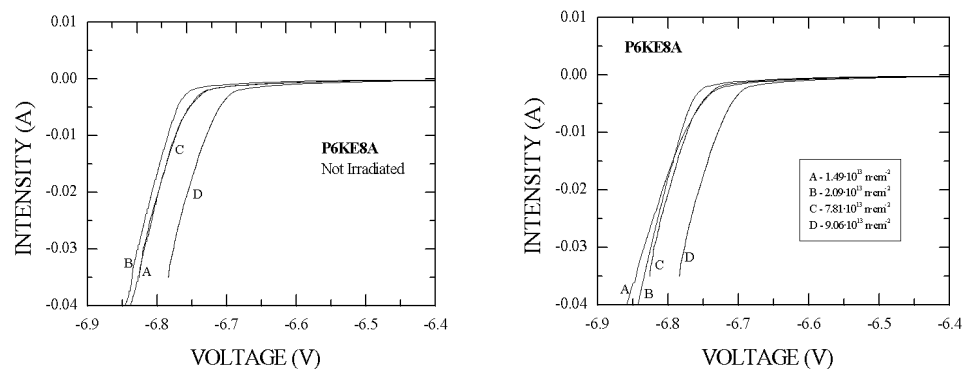 0.01
0.00
-0.01
-0.02
-0.03
-0.04
INTENSITY (A)
C
P6KE8A
Not Irradiated
D
B
A
-6.9 -6.8 -6.7 -6.6 -6.5 -6.4
VOLTAGE (V)
0.01
0.00
-0.01
-0.02
-0.03
-0.04
INTENSITY (A)
P6KE8A
A - 1.49·10¹³ n·cm⁻²
B - 2.09·10¹³ n·cm⁻²
C - 7.81·10¹³ n·cm⁻²
D - 9.06·10¹³ n·cm⁻²
C
D
A
B
-6.9 -6.8 -6.7 -6.6 -6.5 -6.4
VOLTAGE (V)